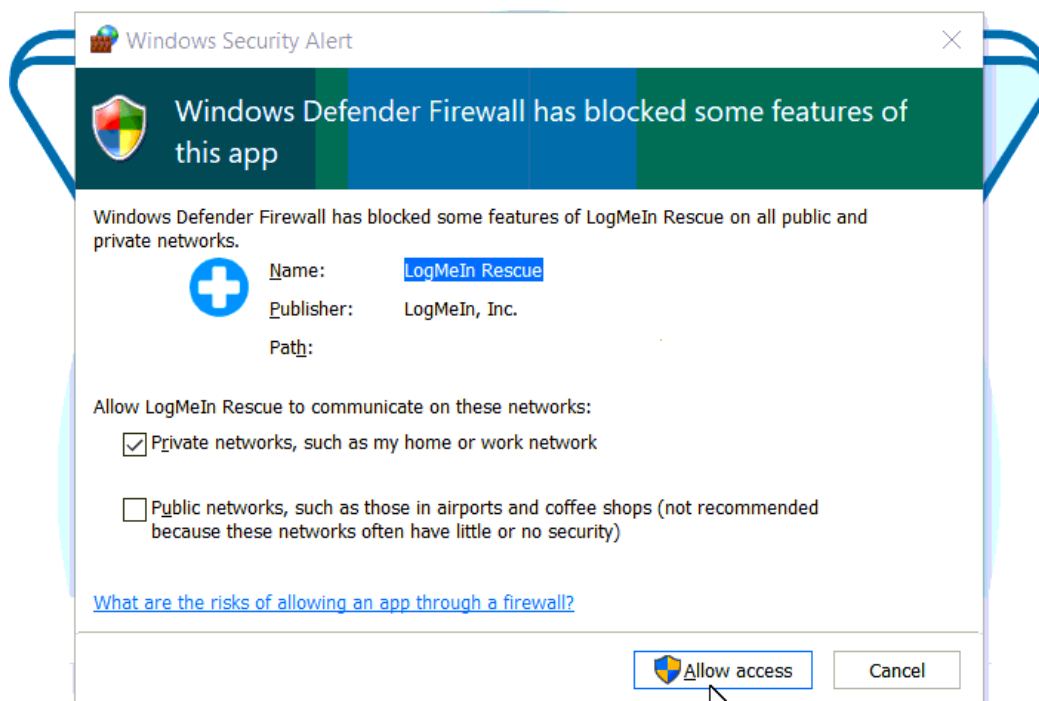 Windows Security Alert
Windows Defender Firewall has blocked some features of
this app
Windows Defender Firewall has blocked some features of LogMeIn Rescue on all public and
private networks.
Name: LogMeIn Rescue
Publisher: LogMeIn, Inc.
Path:
Allow LogMeIn Rescue to communicate on these networks:
Private networks, such as my home or work network
Public networks, such as those in airports and coffee shops (not recommended
because these networks often have little or no security)
What are the risks of allowing an app through a firewall?
Allow access Cancel